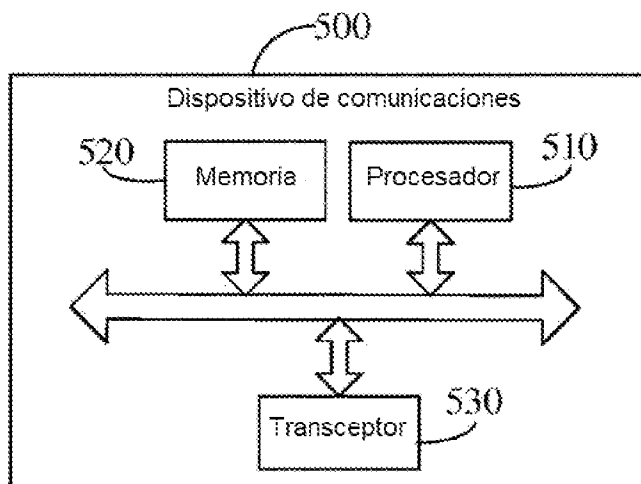 500
Dispositivo de comunicaciones
520
Memoria
Procesador
510
Transceptor
530